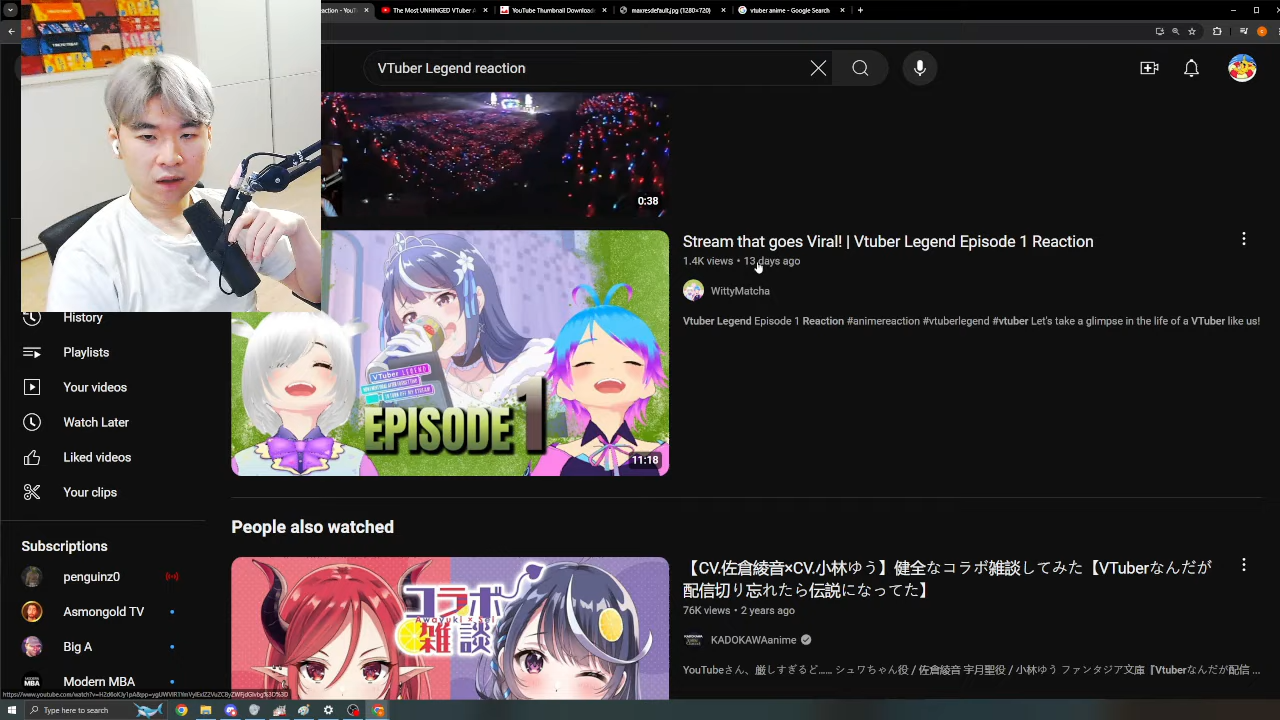 action - YouT
The Most UNHINGED VTuber A
YouTube Thumbnail Download
maxresdefault.jpg (1280×720)
vtuber anime - Google Search
VTuber Legend reaction
0:38
Stream that goes Viral! | Vtuber Legend Episode 1 Reaction
1.4K views • 13 days ago
WittyMatcha
Vtuber Legend Episode 1 Reaction #animereaction #vtuberlegend #vtuber Let's take a glimpse in the life of a VTuber like us!
VTuber LEGEND
EPISODE 1
11:18
History
Playlists
Your videos
Watch Later
Liked videos
Your clips
Subscriptions
penguinz0
Asmongold TV
Big A
Modern MBA
People also watched
コラボ
雑談
【CV.佐倉綾音×CV.小林ゆう】健全なコラボ雑談してみた【VTuberなんだが
配信切り忘れたら伝説になってた】
76K views • 2 years ago
KADOKAWAanime
YouTubeさん、厳しすぎるど...... シュワちゃん役 / 佐倉綾音 宇月聖役 / 小林ゆう ファンタジア文庫『Vtuberなんだが配信 ...
Type here to search